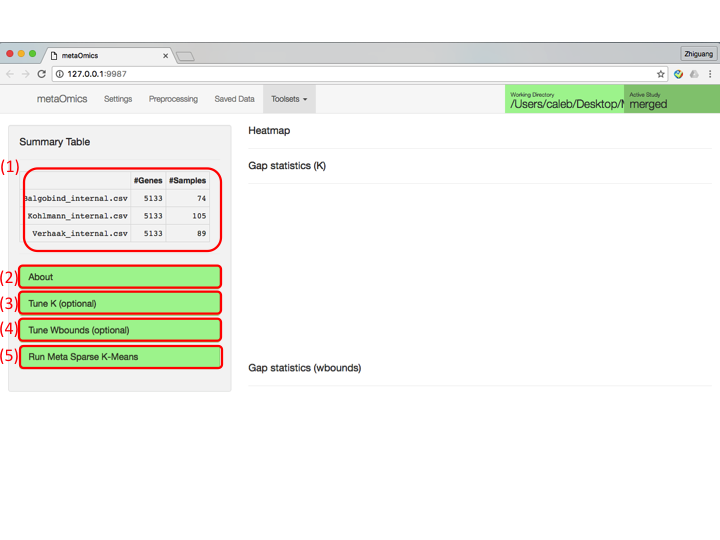 metaOmics
Zhiguang
127.0.0.1:9987
metaOmics Settings Preprocessing Saved Data Toolsets
Working Directory
/Users/caleb/Desktop/
Active Study
merged
Summary Table
(1)
#Genes #Samples
Balgobind_internal.csv 5133 74
Kohlmann_internal.csv 5133 105
Verhaak_internal.csv 5133 89
(2) About
(3) Tune K (optional)
(4) Tune Wbounds (optional)
(5) Run Meta Sparse K-Means
Heatmap
Gap statistics (K)
Gap statistics (wbounds)